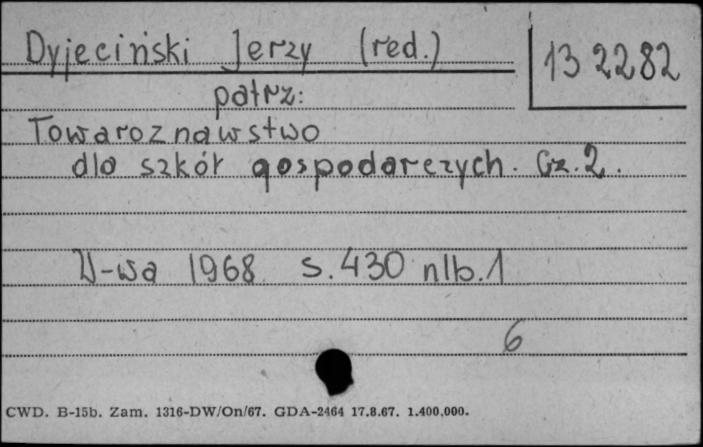 Dyjeciński Jerzy (red.)
13 2282
patrz:
Towaroznawstwo
dla szkół gospodarczych. Cz. 2.
W-wa 1968 s. 430 nlb. 1
6
CWD. B-15b. Zam. 1316-DW/On/67. GDA-2464 17.8.67. 1.400,000.